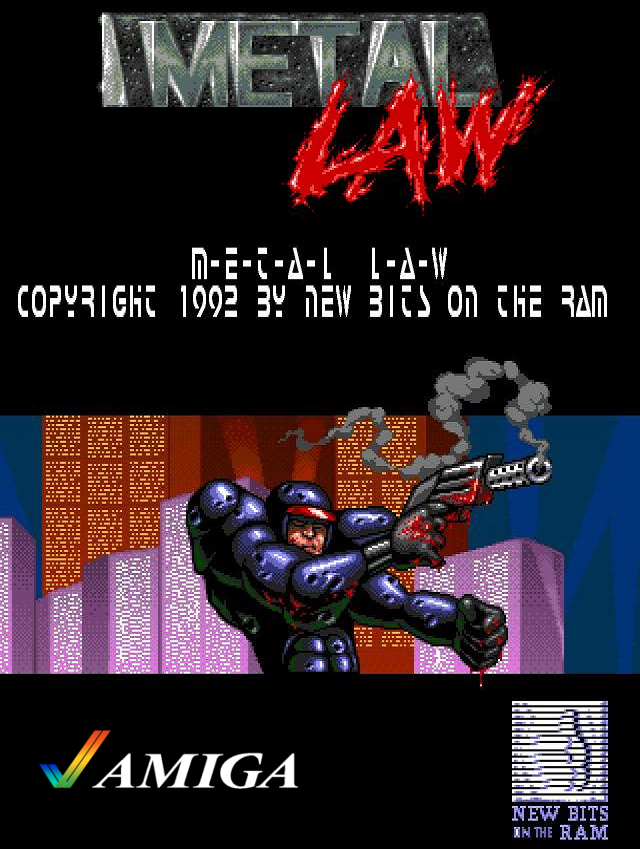 METAL
LAW
M-E-T-A-L L-A-W
COPYRIGHT 1992 BY NEW BITS ON THE RAM
AMIGA
NEW BITS
ON THE RAM